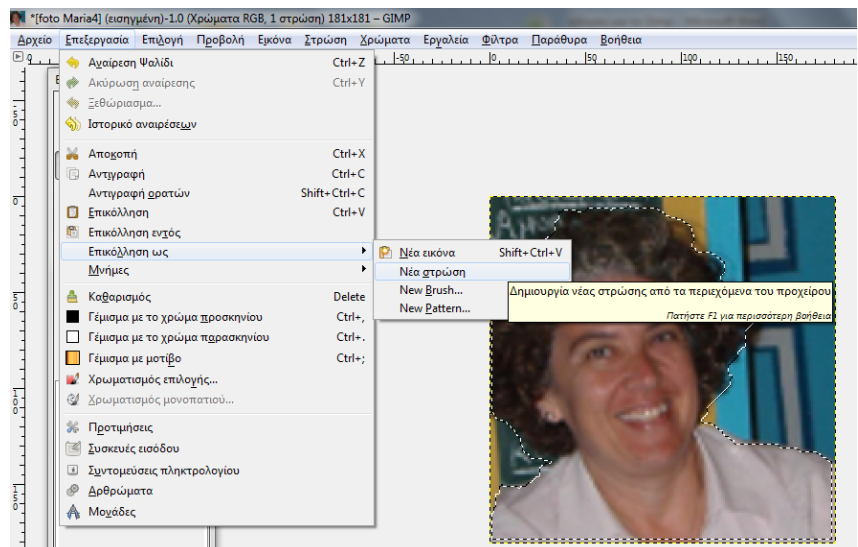 *[foto Maria4] (εισηγμένη)-1.0 (Χρώματα RGB, 1 στρώση) 181x181 – GIMP
Αρχείο Επεξεργασία Επιλογή Προβολή Εικόνα Στρώση Χρώματα Εργαλεία Φίλτρα Παράθυρα Βοήθεια
-50 0 50 100 150
Αναίρεση Ψαλίδι Ctrl+Z
Ακύρωση αναίρεσης Ctrl+Y
Ξεθώριασμα...
Ιστορικό αναιρέσεων
Αποκοπή Ctrl+X
Αντιγραφή Ctrl+C
Αντιγραφή ορατών Shift+Ctrl+C
Επικόλληση Ctrl+V
Επικόλληση εντός
Επικόλληση ως
Μνήμες
Νέα εικόνα Shift+Ctrl+V
Νέα στρώση
New Brush...
New Pattern...
Δημιουργία νέας στρώσης από τα περιεχόμενα του προχείρου
Πατήστε F1 για περισσότερη βοήθεια
Καθαρισμός Delete
Γέμισμα με το χρώμα προσκηνίου Ctrl+,
Γέμισμα με το χρώμα παρασκηνίου Ctrl+.
Γέμισμα με μοτίβο Ctrl+;
Χρωματισμός επιλογής...
Χρωματισμός μονοπατιού...
Προτιμήσεις
Συσκευές εισόδου
Συντομεύσεις πληκτρολογίου
Αρθρώματα
Μονάδες